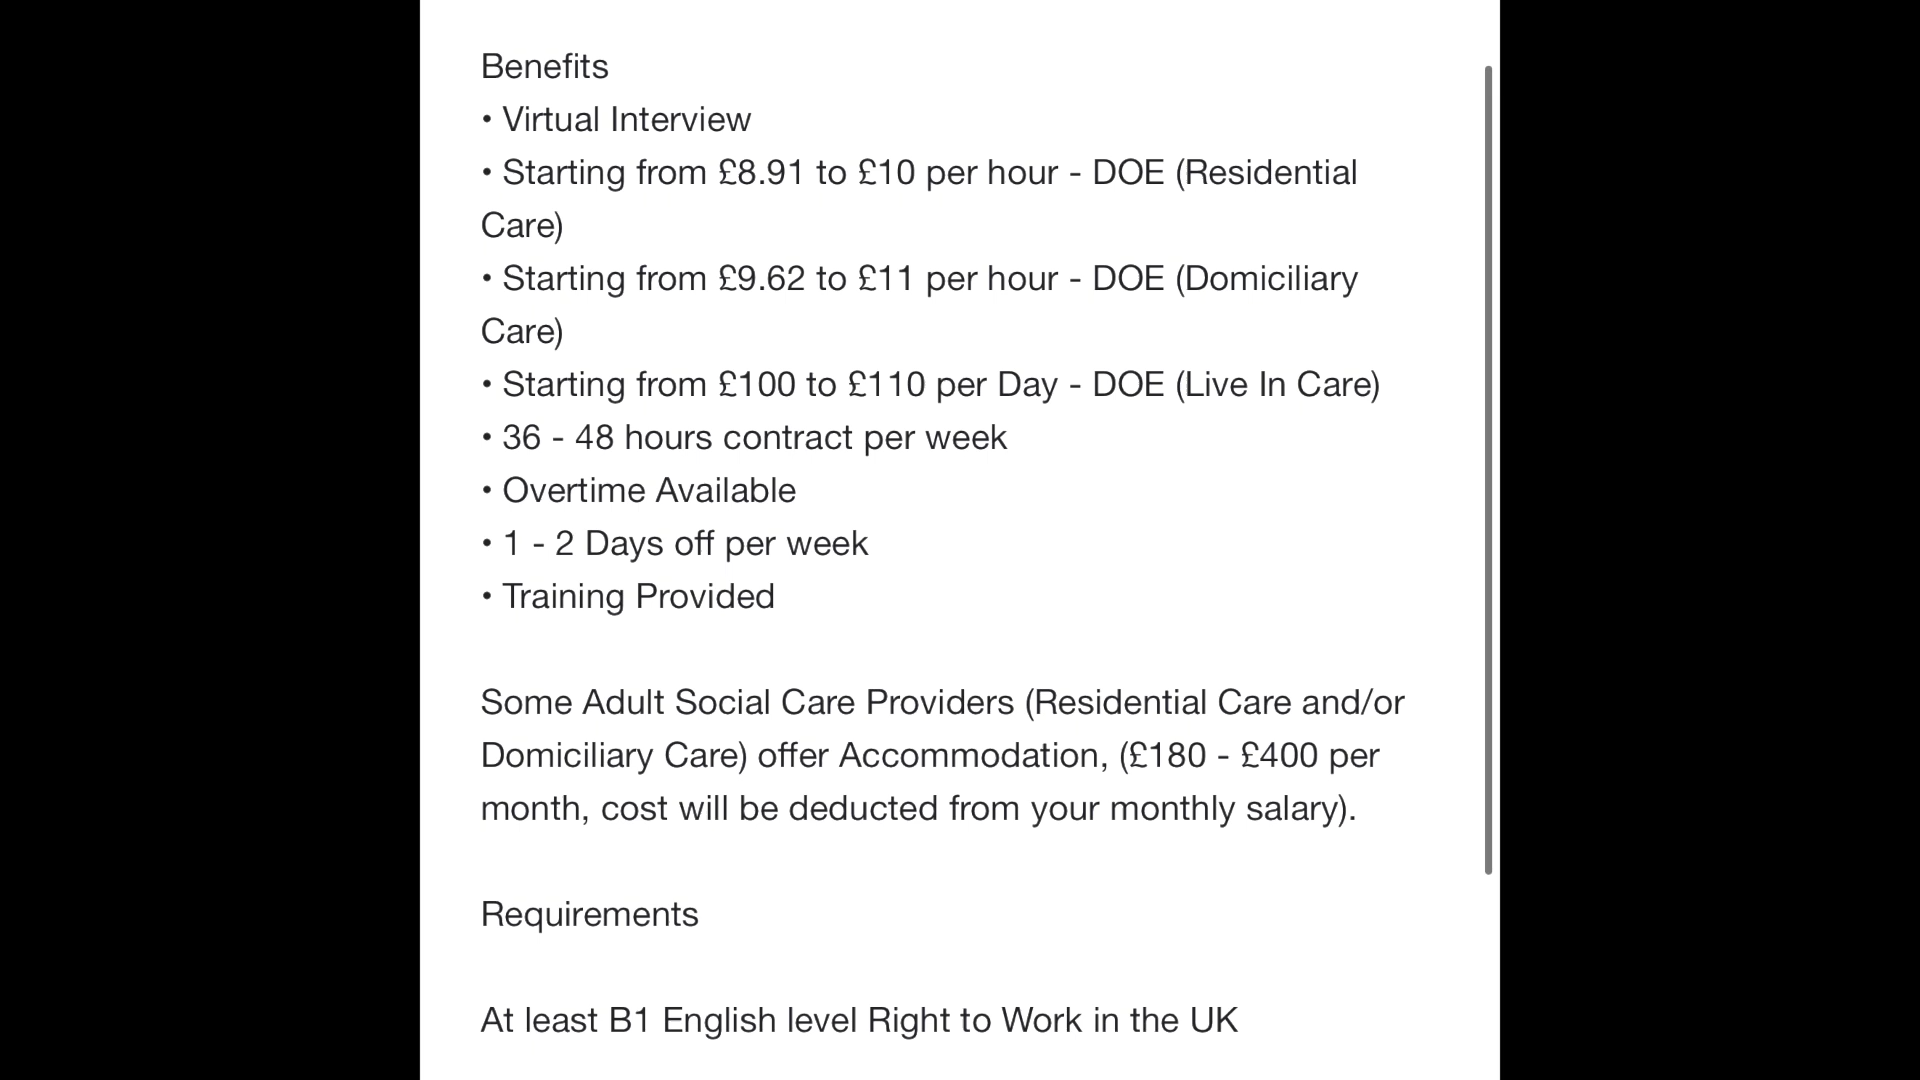 Benefits
• Virtual Interview
• Starting from £8.91 to £10 per hour - DOE (Residential
Care)
• Starting from £9.62 to £11 per hour - DOE (Domiciliary
Care)
• Starting from £100 to £110 per Day - DOE (Live In Care)
• 36 - 48 hours contract per week
• Overtime Available
• 1 - 2 Days off per week
• Training Provided
Some Adult Social Care Providers (Residential Care and/or
Domiciliary Care) offer Accommodation, (£180 - £400 per
month, cost will be deducted from your monthly salary).
Requirements
At least B1 English level Right to Work in the UK